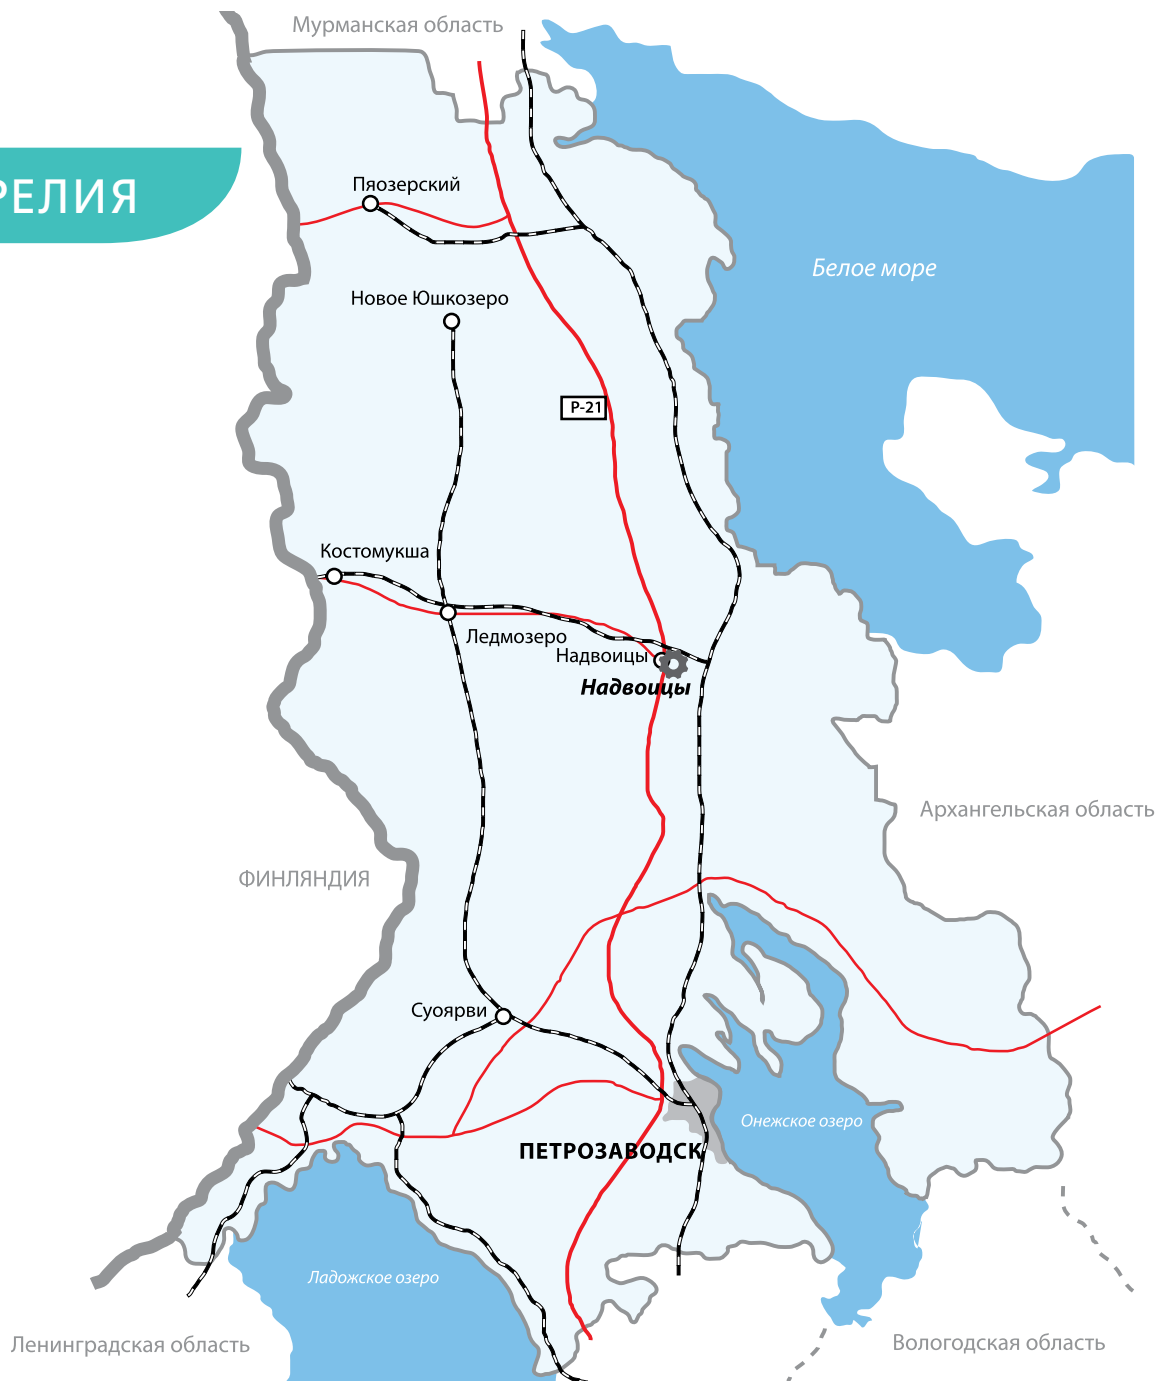 Мурманская область
РЕЛИЯ
Пяозерский
Белое море
Новое Юшкозеро
Р-21
Костомукша
Ледмозеро
Надвоицы
Надвоицы
Архангельская область
ФИНЛЯНДИЯ
Суоярви
Онежское озеро
ПЕТРОЗАВОДСК
Ладожское озеро
Ленинградская область
Вологодская область